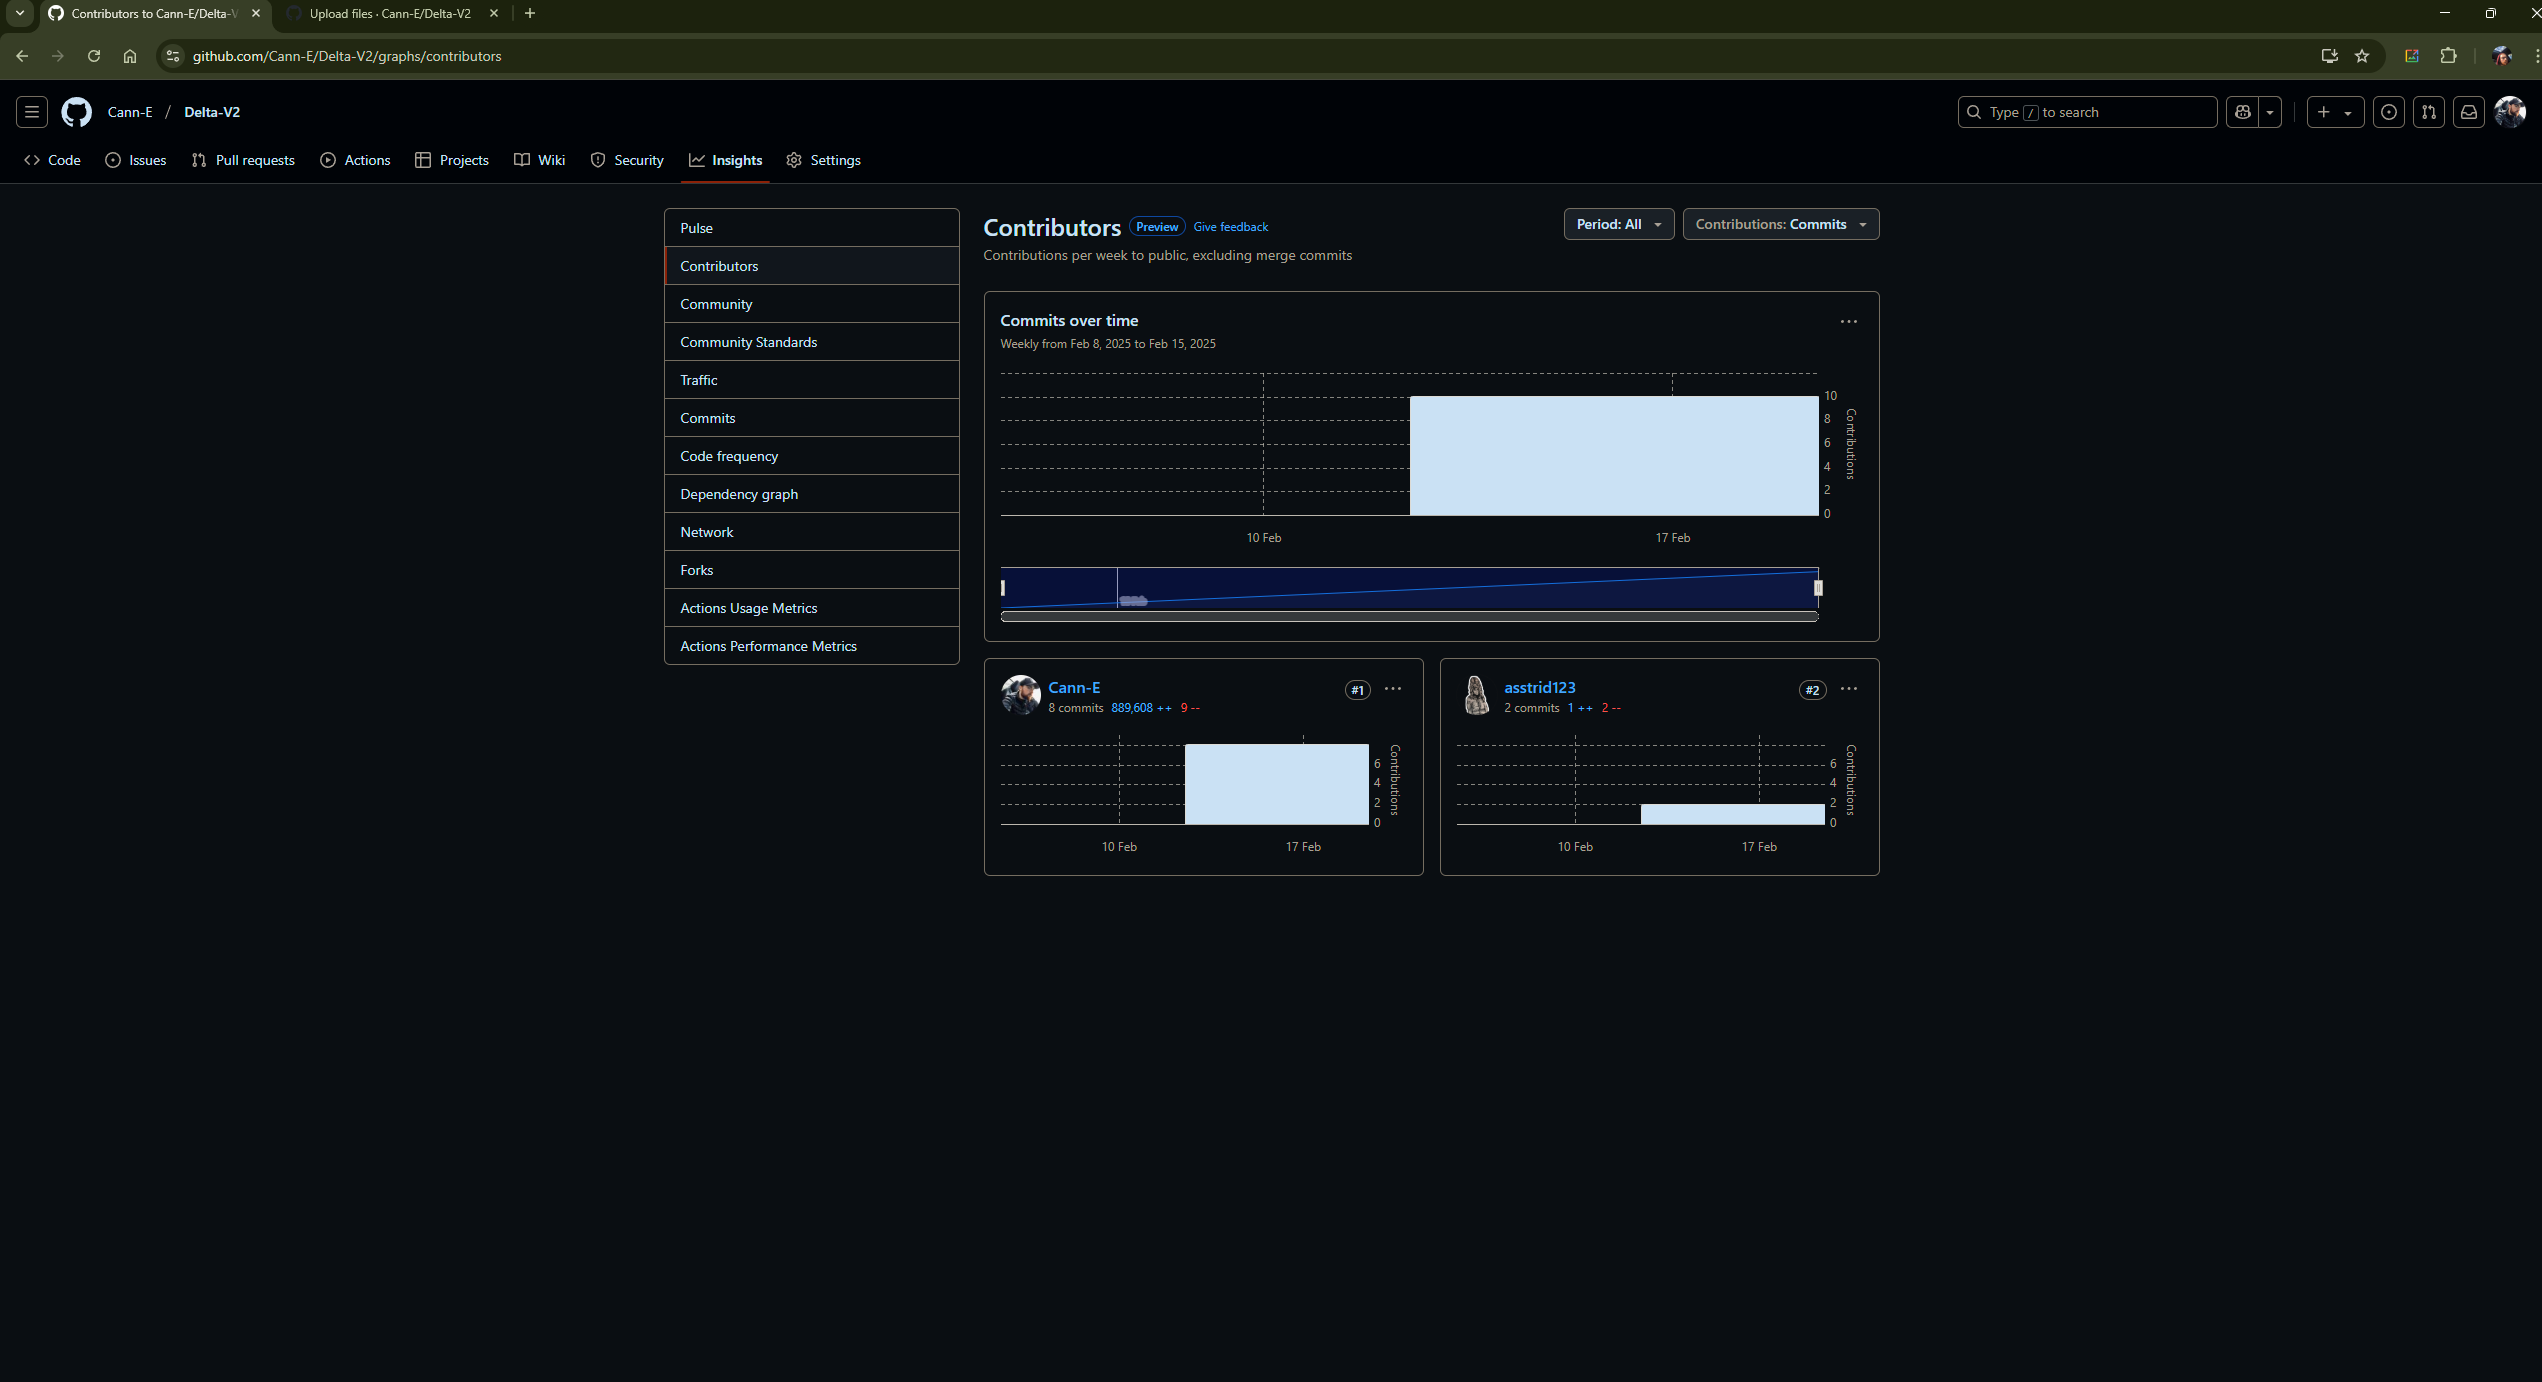 Contributors to Cann-E/Delta-V
Upload files · Cann-E/Delta-V2
github.com/Cann-E/Delta-V2/graphs/contributors
Cann-E / Delta-V2
Type / to search
Code
Issues
Pull requests
Actions
Projects
Wiki
Security
Insights
Settings
Pulse
Contributors
Community
Community Standards
Traffic
Commits
Code frequency
Dependency graph
Network
Forks
Actions Usage Metrics
Actions Performance Metrics
Contributors Preview Give feedback
Period: All
Contributions: Commits
Contributions per week to public, excluding merge commits
Commits over time
Weekly from Feb 8, 2025 to Feb 15, 2025
10
8
6
4
2
0
Contributions
10 Feb
17 Feb
Cann-E
#1
8 commits 889,608 ++ 9 --
6
4
2
0
Contributions
10 Feb
17 Feb
asstrid123
#2
2 commits 1 ++ 2 --
6
4
2
0
Contributions
10 Feb
17 Feb